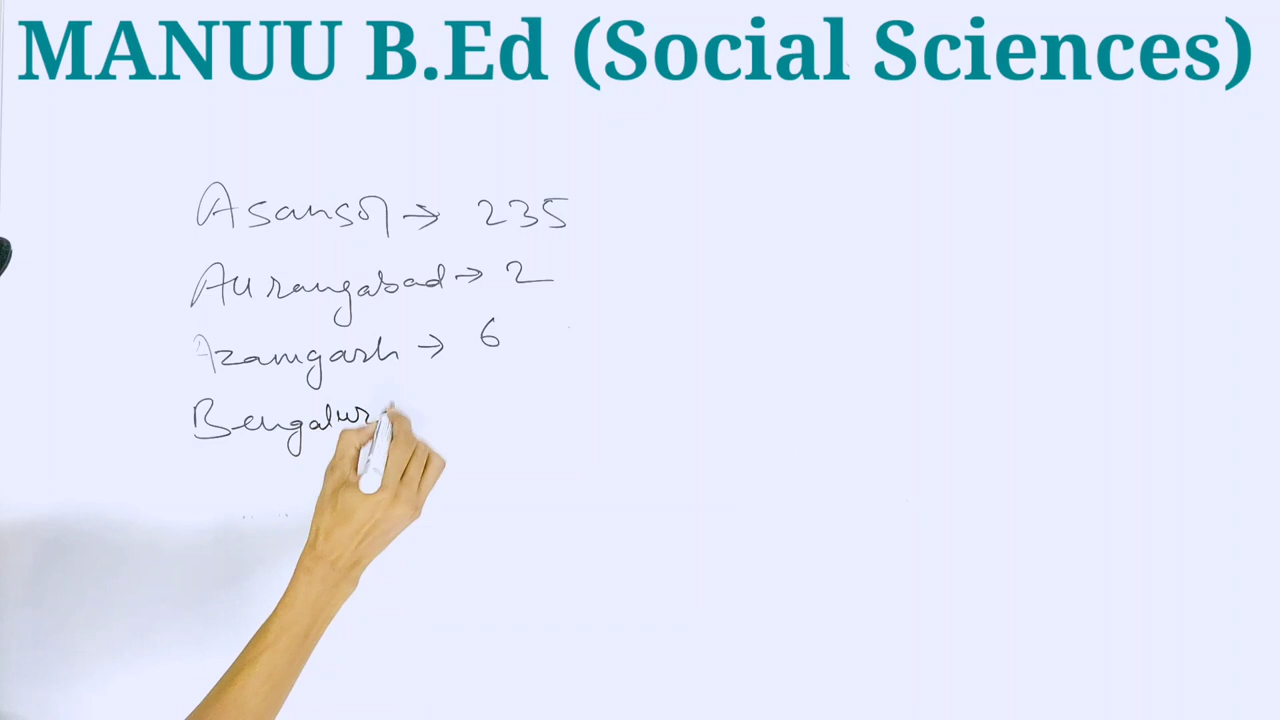 MANUU B.Ed (Social Sciences)
Asansol → 235
Aurangabad → 2
Azamgarh → 6
Bengalur